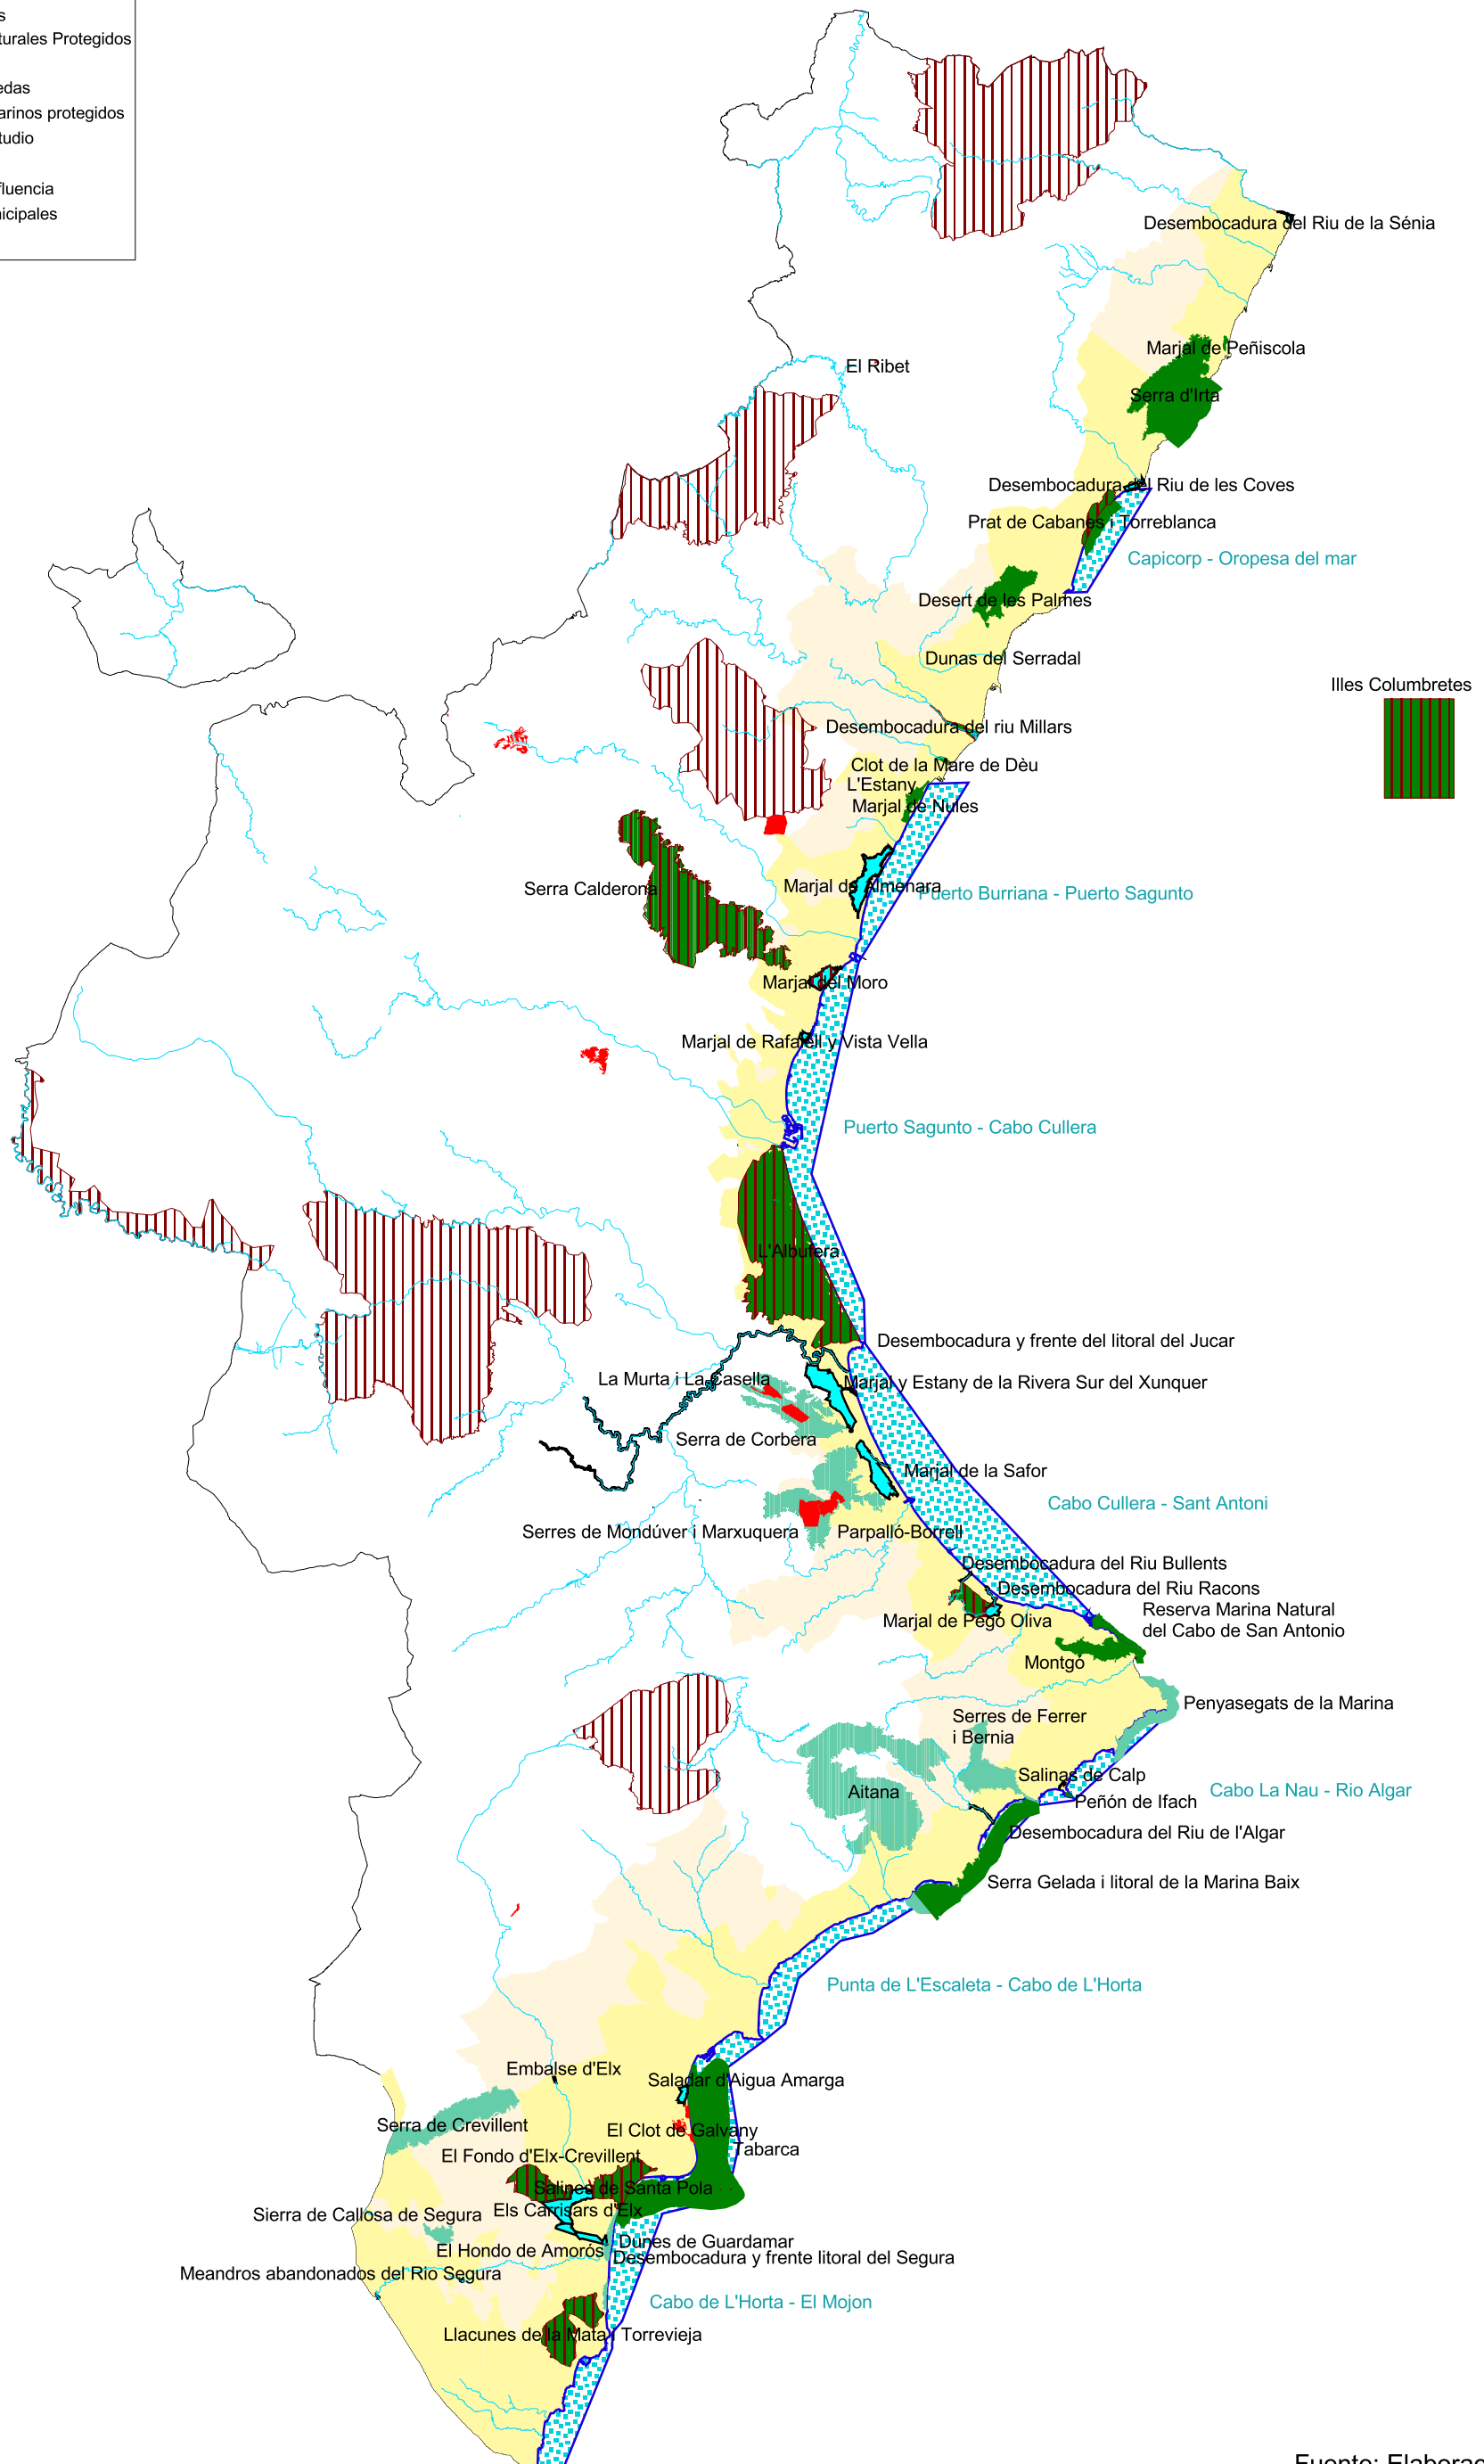 turales Protegidos
arinos protegidos
Desembocadura del Riu de la Sénia
Marjal de Peñiscola
El Ribet
Serra d'Irta
Desembocadura del Riu de les Coves
Prat de Cabanes i Torreblanca
Capicorp - Oropesa del mar
Desert de les Palmes
Dunas del Serradal
Illes Columbretes
Desembocadura del riu Millars
Clot de la Mare de Dèu
L'Estany
Marjal de Nules
Marjal de Almenara
Serra Calderona
Puerto Burriana - Puerto Sagunto
Marjal del Moro
Marjal de Rafalell y Vista Vella
Puerto Sagunto - Cabo Cullera
L'Albufera
Desembocadura y frente del litoral del Jucar
La Murta i La Casella
Marjal y Estany de la Rivera Sur del Xunquer
Serra de Corbera
Marjal de la Safor
Cabo Cullera - Sant Antoni
Serres de Mondúver i Marxuquera
Parpalló-Borrell
Desembocadura del Riu Bullents
Desembocadura del Riu Racons
Reserva Marina Natural
del Cabo de San Antonio
Marjal de Pego Oliva
Montgó
Penyasegats de la Marina
Serres de Ferrer
i Bernia
Salinas de Calp
Aitana
Cabo La Nau - Rio Algar
Peñón de Ifach
Desembocadura del Riu de l'Algar
Serra Gelada i litoral de la Marina Baix
Punta de L'Escaleta - Cabo de L'Horta
Embalse d'Elx
Saladar d'Aigua Amarga
Serra de Crevillent
El Clot de Galvany
Tabarca
El Fondo d'Elx-Crevillent
Salines de Santa Pola
Els Carrisars d'Elx
Sierra de Callosa de Segura
Dunes de Guardamar
El Hondo de Amorós
Desembocadura y frente litoral del Segura
Meandros abandonados del Rio Segura
Cabo de L'Horta - El Mojon
Llacunes de la Mata i Torrevieja
Fuente: